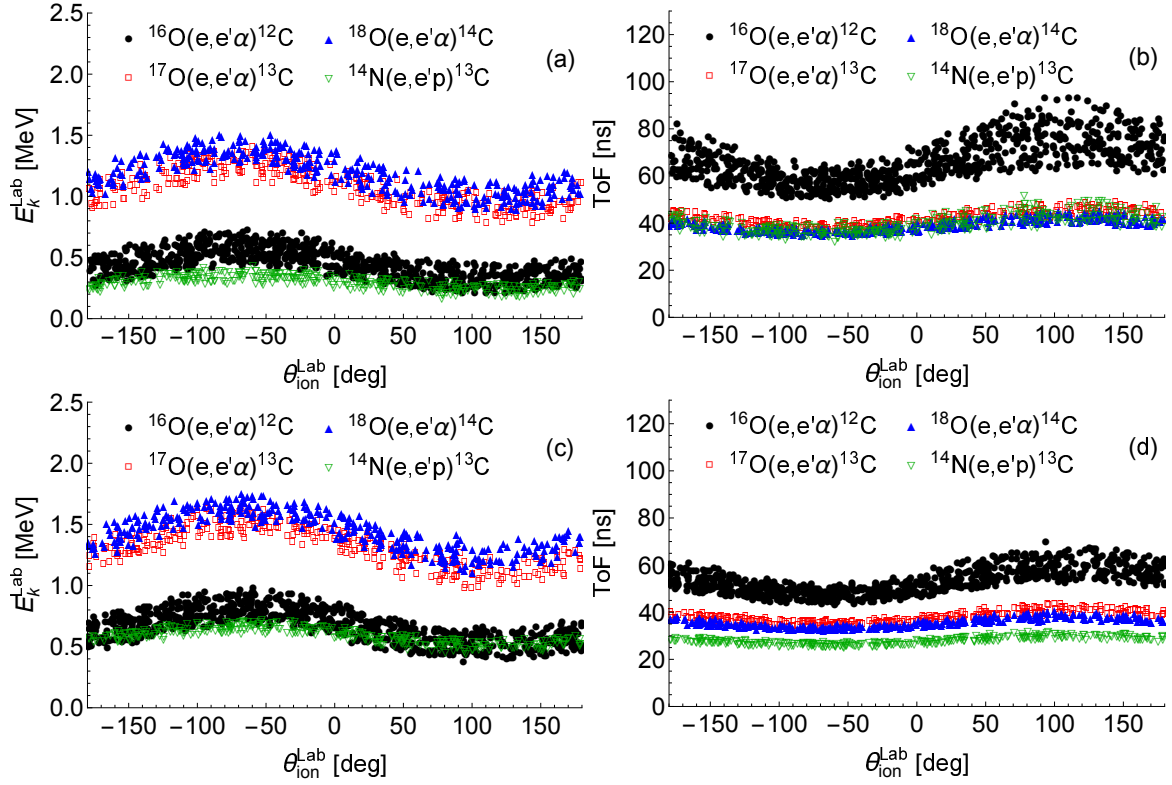 2.5
2.0
1.5
1.0
0.5
0.0
E_k^Lab [MeV]
¹⁶O(e,e'α)¹²C ¹⁸O(e,e'α)¹⁴C
¹⁷O(e,e'α)¹³C ¹⁴N(e,e'p)¹³C
(a)
−150 −100 −50 0 50 100 150
θ_ion^Lab [deg]
120
100
80
60
40
20
0
ToF [ns]
¹⁶O(e,e'α)¹²C ¹⁸O(e,e'α)¹⁴C
¹⁷O(e,e'α)¹³C ¹⁴N(e,e'p)¹³C
(b)
−150 −100 −50 0 50 100 150
θ_ion^Lab [deg]
2.5
2.0
1.5
1.0
0.5
0.0
E_k^Lab [MeV]
¹⁶O(e,e'α)¹²C ¹⁸O(e,e'α)¹⁴C
¹⁷O(e,e'α)¹³C ¹⁴N(e,e'p)¹³C
(c)
−150 −100 −50 0 50 100 150
θ_ion^Lab [deg]
120
100
80
60
40
20
0
ToF [ns]
¹⁶O(e,e'α)¹²C ¹⁸O(e,e'α)¹⁴C
¹⁷O(e,e'α)¹³C ¹⁴N(e,e'p)¹³C
(d)
−150 −100 −50 0 50 100 150
θ_ion^Lab [deg]